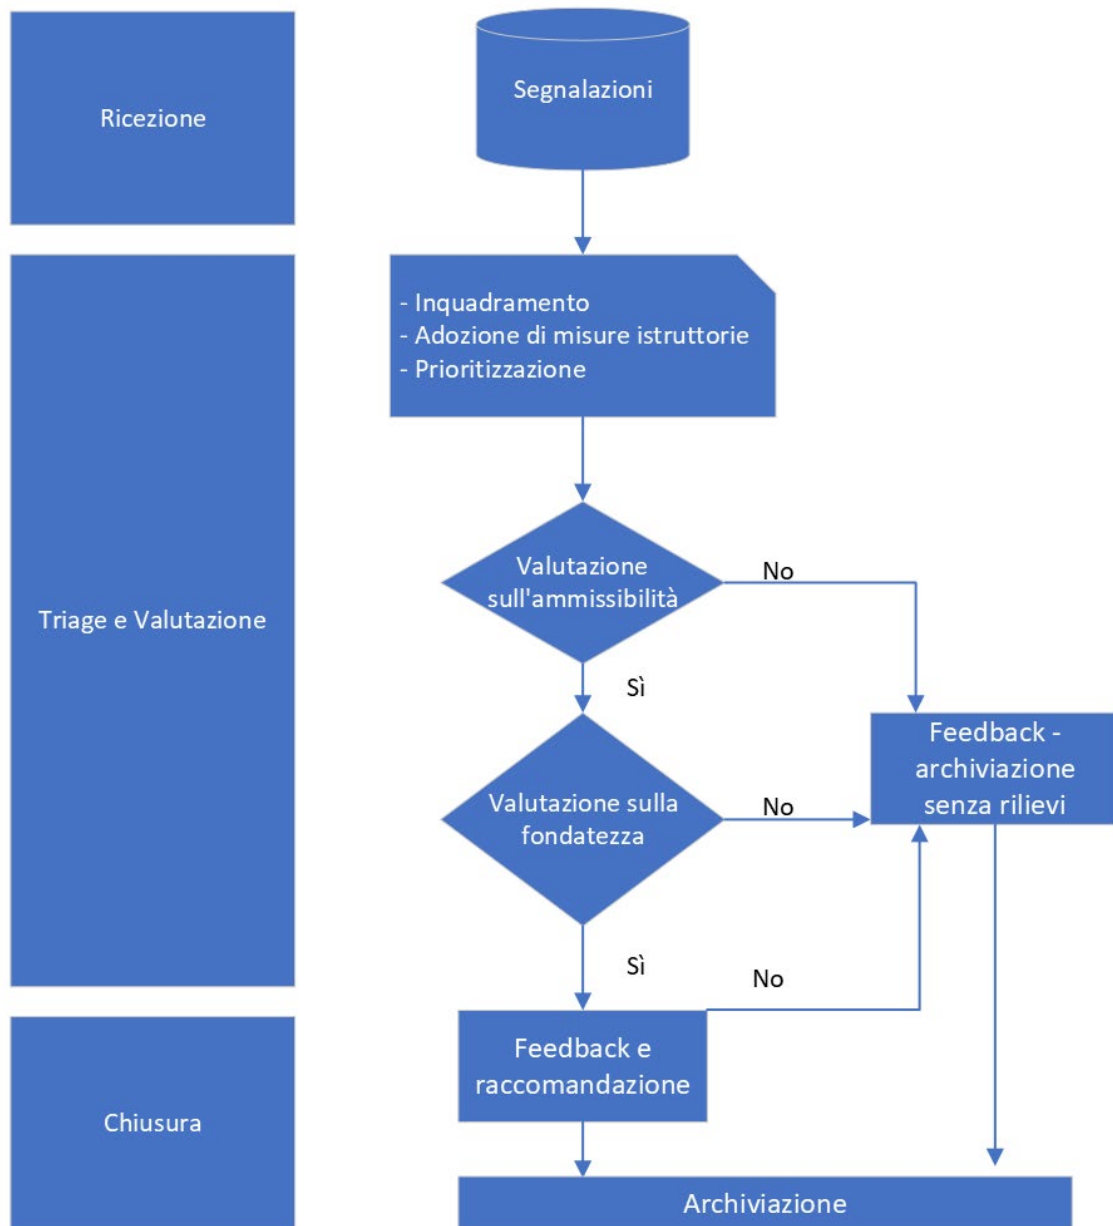 Ricezione
Segnalazioni
- Inquadramento
- Adozione di misure istruttorie
- Prioritizzazione
Triage e Valutazione
Valutazione
sull'ammissibilità
No
Sì
Feedback -
archiviazione
senza rilievi
Valutazione sulla
fondatezza
No
Sì
No
Chiusura
Feedback e
raccomandazione
Archiviazione